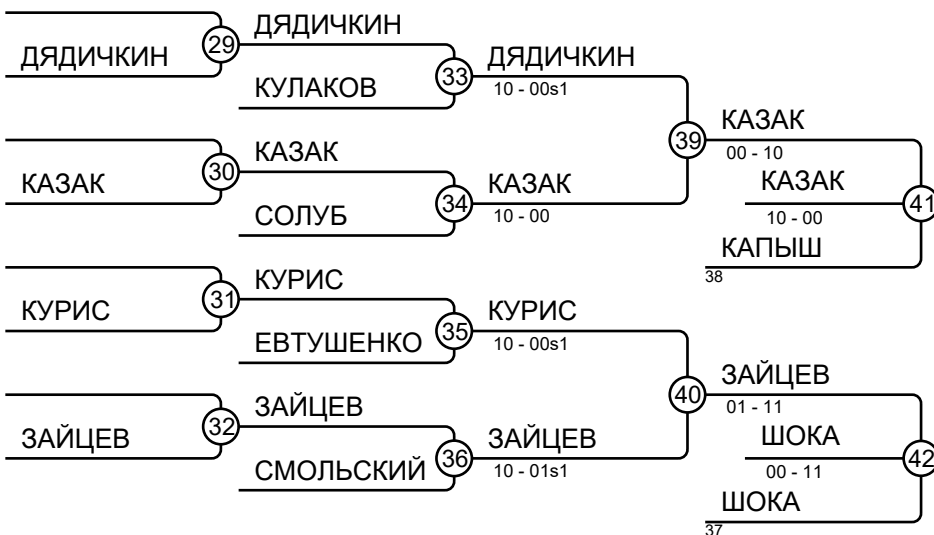 ДЯДИЧКИН
29
ДЯДИЧКИН
КУЛАКОВ
33
ДЯДИЧКИН
10 - 00s1
КАЗАК
30
КАЗАК
СОЛУБ
34
КАЗАК
10 - 00
39
КАЗАК
00 - 10
КАЗАК
10 - 00
41
КАПЫШ
38
КУРИС
31
КУРИС
ЕВТУШЕНКО
35
КУРИС
10 - 00s1
ЗАЙЦЕВ
32
ЗАЙЦЕВ
СМОЛЬСКИЙ
36
ЗАЙЦЕВ
10 - 01s1
40
ЗАЙЦЕВ
01 - 11
ШОКА
00 - 11
42
ШОКА
37